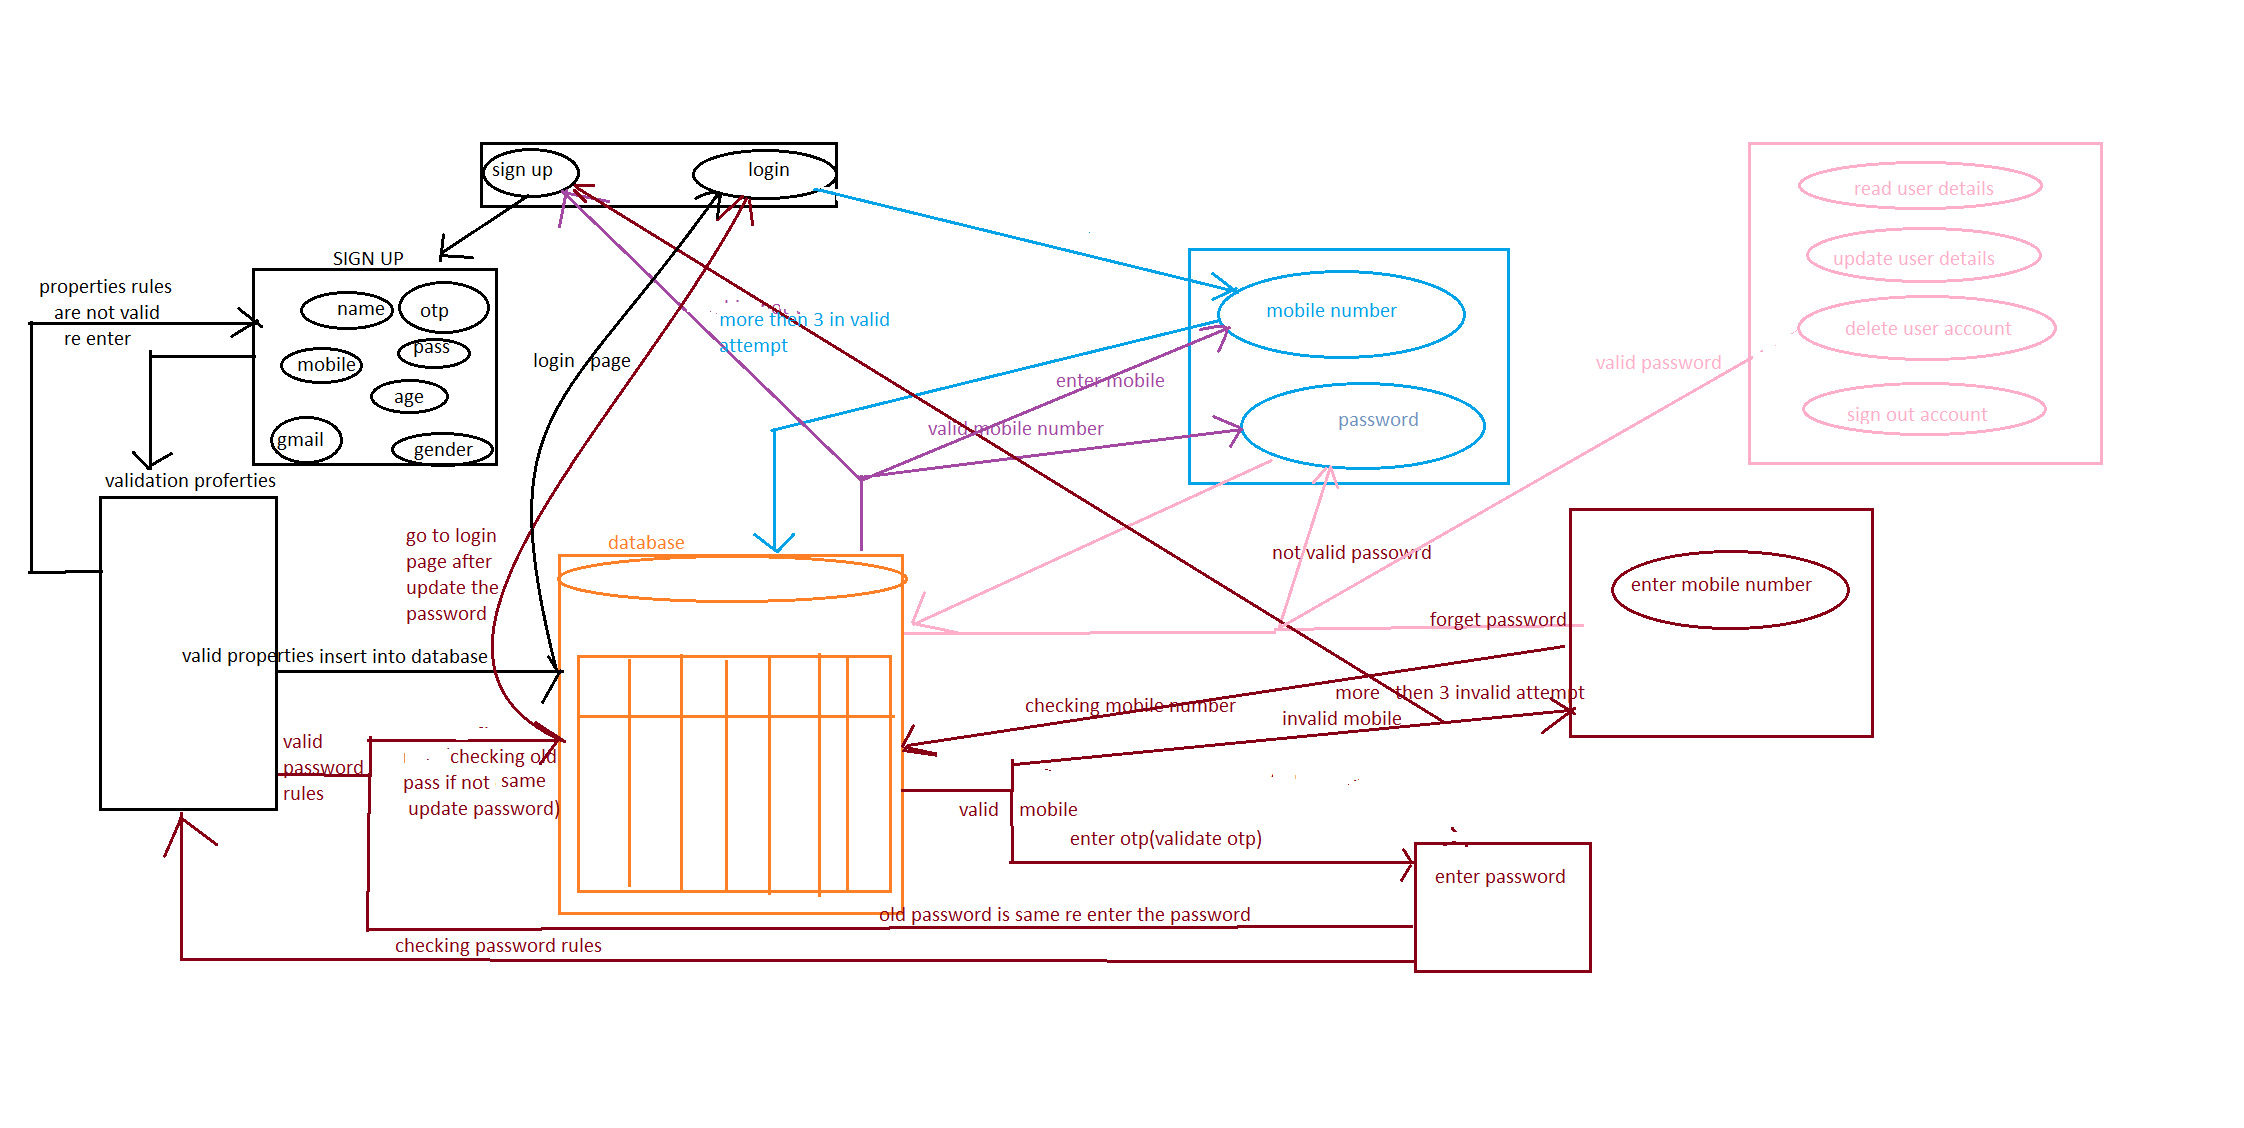 sign up
login
SIGN UP
name
otp
mobile
pass
age
gmail
gender
properties rules
are not valid
re enter
validation proferties
login page
more then 3 in valid
attempt
mobile number
password
enter mobile
valid mobile number
read user details
update user details
delete user account
sign out account
valid password
not valid passowrd
enter mobile number
forget password
database
go to login
page after
update the
password
valid properties insert into database
checking mobile number
more then 3 invalid attempt
invalid mobile
valid
password
rules
checking old
pass if not same
update password)
valid mobile
enter otp(validate otp)
enter password
old password is same re enter the password
checking password rules